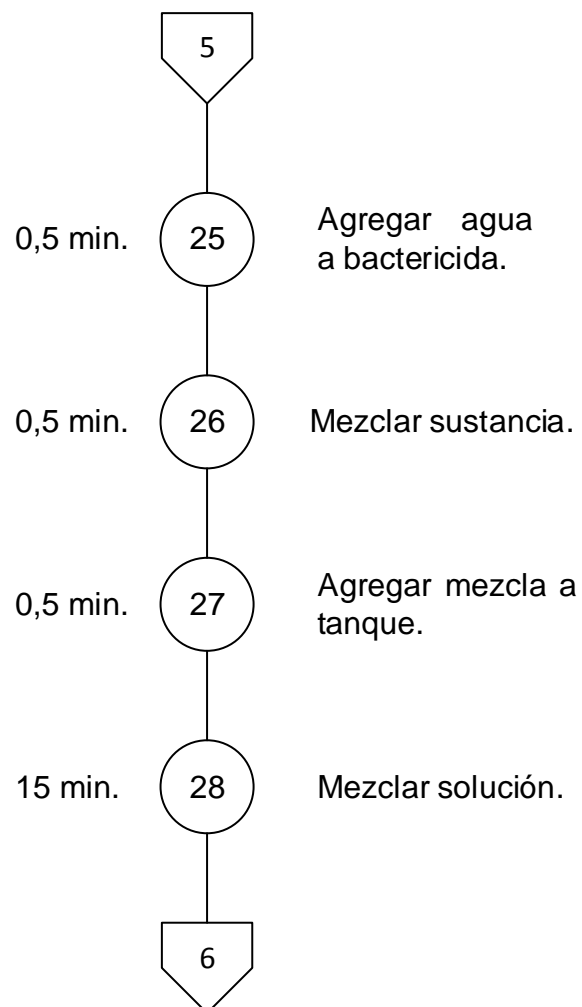 5
0,5 min. 25 Agregar agua
a bactericida.
0,5 min. 26 Mezclar sustancia.
0,5 min. 27 Agregar mezcla a
tanque.
15 min. 28 Mezclar solución.
6